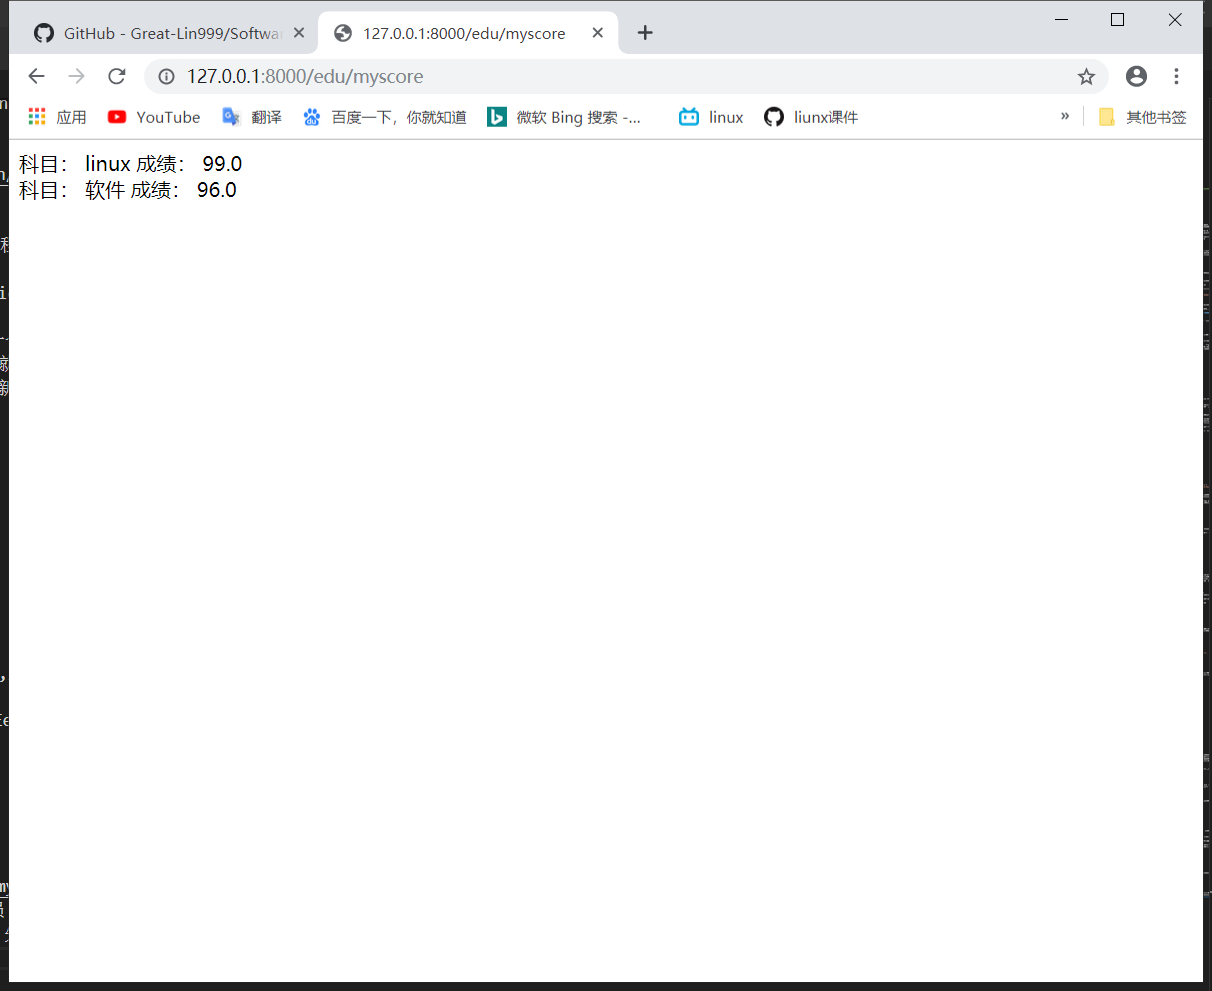 GitHub - Great-Lin999/Softwar
127.0.0.1:8000/edu/myscore
127.0.0.1:8000/edu/myscore
应用 YouTube 翻译 百度一下，你就知道 微软 Bing 搜索 -... linux liunx课件 » 其他书签
科目： linux 成绩： 99.0
科目： 软件 成绩： 96.0